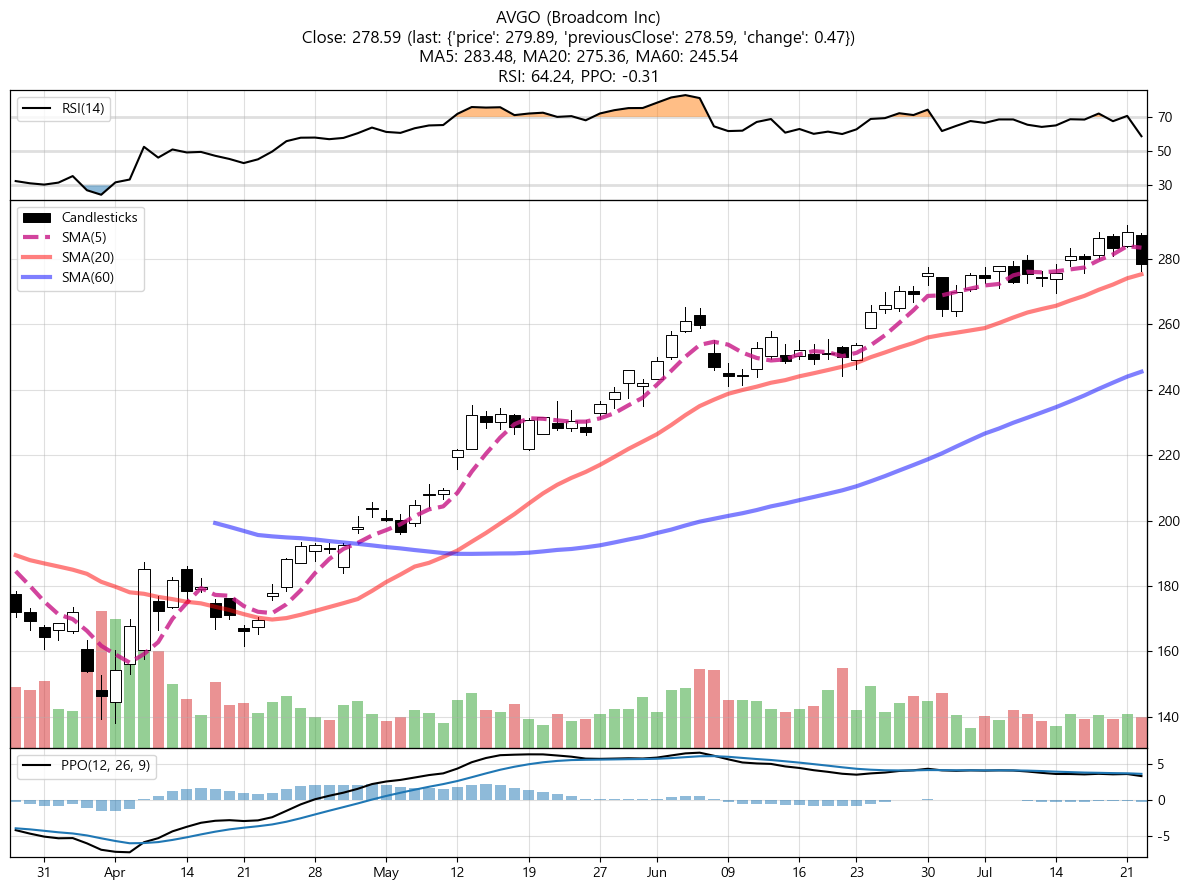 AVGO (Broadcom Inc)
Close: 278.59 (last: {'price': 279.89, 'previousClose': 278.59, 'change': 0.47})
MA5: 283.48, MA20: 275.36, MA60: 245.54
RSI: 64.24, PPO: -0.31
RSI(14)
70
50
30
Candlesticks
SMA(5)
SMA(20)
SMA(60)
280
260
240
220
200
180
160
140
PPO(12, 26, 9)
5
0
-5
31 Apr 14 21 28 May 12 19 27 Jun 09 16 23 30 Jul 14 21